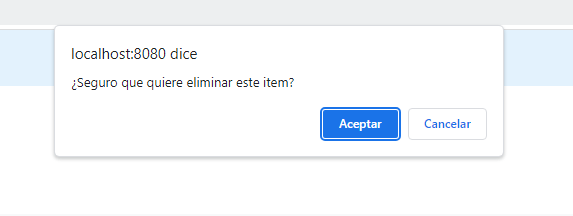 localhost:8080 dice
¿Seguro que quiere eliminar este item?
Aceptar
Cancelar